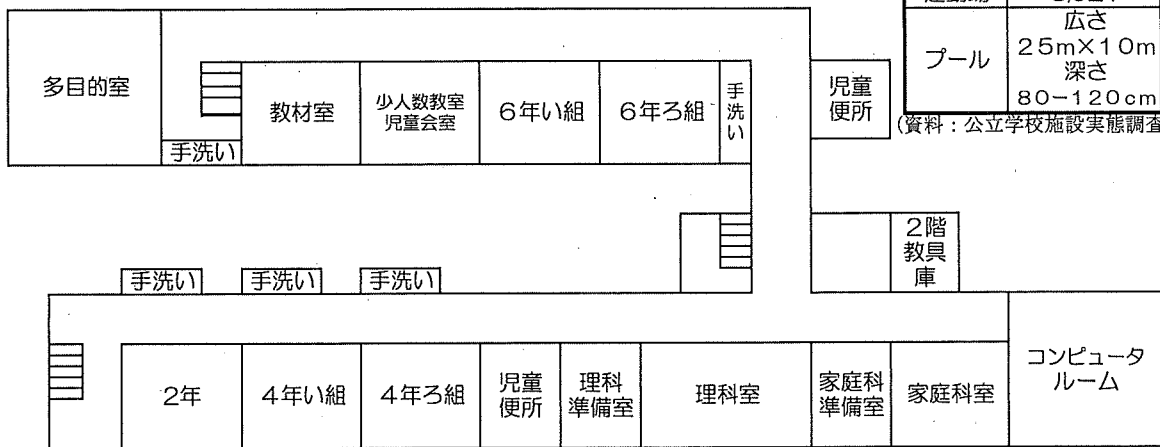 広さ
プール
25m×10m
深さ
80-120cm
(資料：公立学校施設実態調査
多目的室
手洗い
教材室
少人数教室
児童会室
6年い組
6年ろ組
手洗い
児童
便所
2階
教具
庫
手洗い
手洗い
手洗い
2年
4年い組
4年ろ組
児童
便所
理科
準備室
理科室
家庭科
準備室
家庭科室
コンピュータ
ルーム